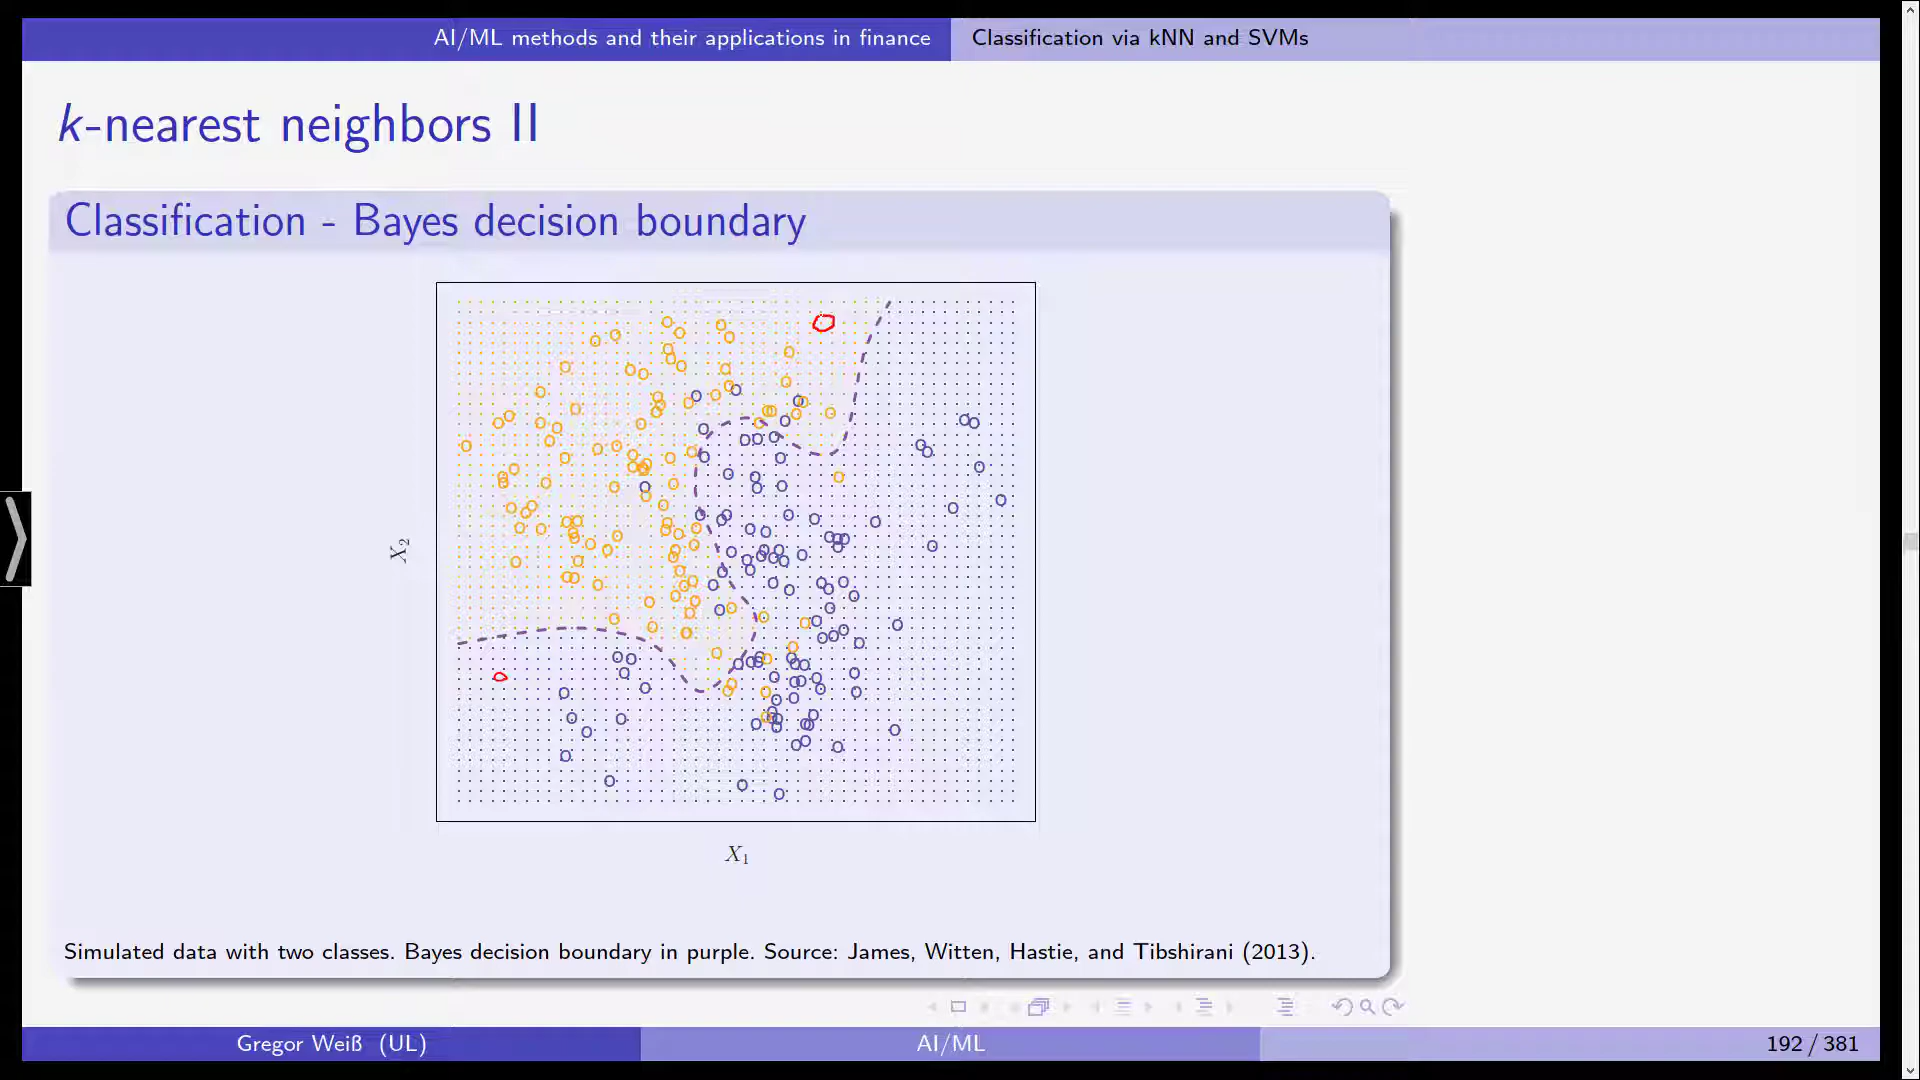 AI/ML methods and their applications in finance
Classification via kNN and SVMs
k-nearest neighbors II
Classification - Bayes decision boundary
X₂
X₁
Simulated data with two classes. Bayes decision boundary in purple. Source: James, Witten, Hastie, and Tibshirani (2013).
Gregor Weiß (UL)
AI/ML
192 / 381